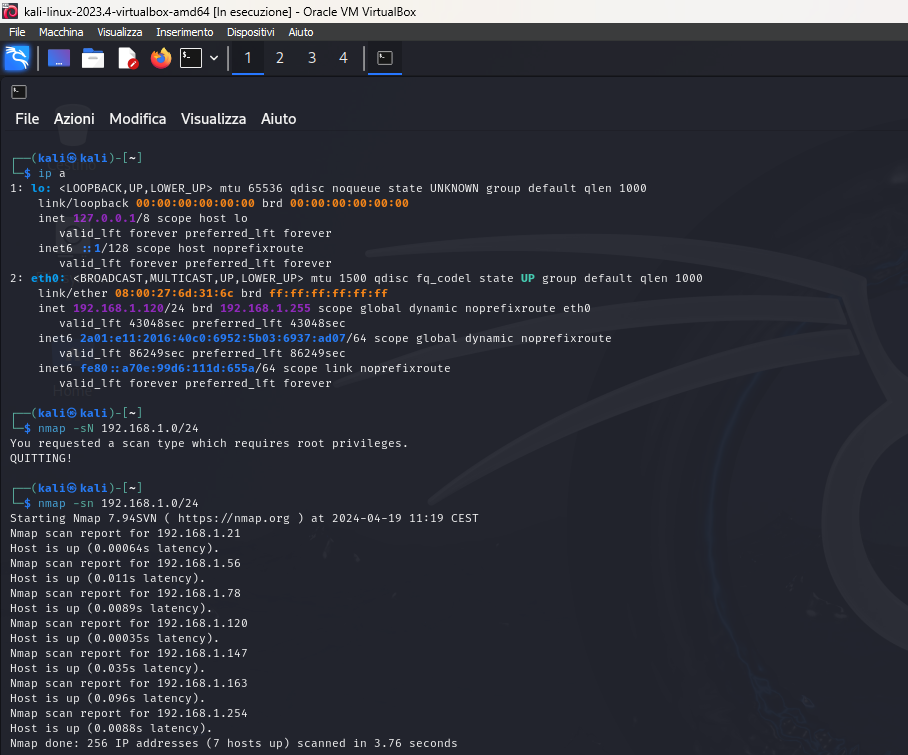 kali-linux-2023.4-virtualbox-amd64 [In esecuzione] - Oracle VM VirtualBox
File Macchina Visualizza Inserimento Dispositivi Aiuto
1 2 3 4
File Azioni Modifica Visualizza Aiuto
┌──(kali㉿kali)-[~]
└─$ ip a
1: lo: <LOOPBACK,UP,LOWER_UP> mtu 65536 qdisc noqueue state UNKNOWN group default qlen 1000
    link/loopback 00:00:00:00:00:00 brd 00:00:00:00:00:00
    inet 127.0.0.1/8 scope host lo
       valid_lft forever preferred_lft forever
    inet6 ::1/128 scope host noprefixroute
       valid_lft forever preferred_lft forever
2: eth0: <BROADCAST,MULTICAST,UP,LOWER_UP> mtu 1500 qdisc fq_codel state UP group default qlen 1000
    link/ether 08:00:27:6d:31:6c brd ff:ff:ff:ff:ff:ff
    inet 192.168.1.120/24 brd 192.168.1.255 scope global dynamic noprefixroute eth0
       valid_lft 43048sec preferred_lft 43048sec
    inet6 2a01:e11:2016:40c0:6952:5b03:6937:ad07/64 scope global dynamic noprefixroute
       valid_lft 86249sec preferred_lft 86249sec
    inet6 fe80::a70e:99d6:111d:655a/64 scope link noprefixroute
       valid_lft forever preferred_lft forever
Home
┌──(kali㉿kali)-[~]
└─$ nmap -sN 192.168.1.0/24
You requested a scan type which requires root privileges.
QUITTING!
┌──(kali㉿kali)-[~]
└─$ nmap -sn 192.168.1.0/24
Starting Nmap 7.94SVN ( https://nmap.org ) at 2024-04-19 11:19 CEST
Nmap scan report for 192.168.1.21
Host is up (0.00064s latency).
Nmap scan report for 192.168.1.56
Host is up (0.011s latency).
Nmap scan report for 192.168.1.78
Host is up (0.0089s latency).
Nmap scan report for 192.168.1.120
Host is up (0.00035s latency).
Nmap scan report for 192.168.1.147
Host is up (0.035s latency).
Nmap scan report for 192.168.1.163
Host is up (0.096s latency).
Nmap scan report for 192.168.1.254
Host is up (0.0088s latency).
Nmap done: 256 IP addresses (7 hosts up) scanned in 3.76 seconds